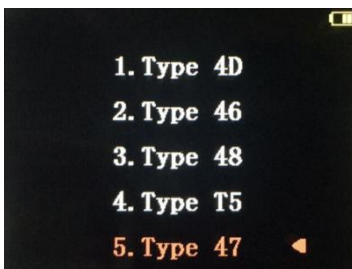 1. Type 4D
2. Type 46
3. Type 48
4. Type T5
5. Type 47